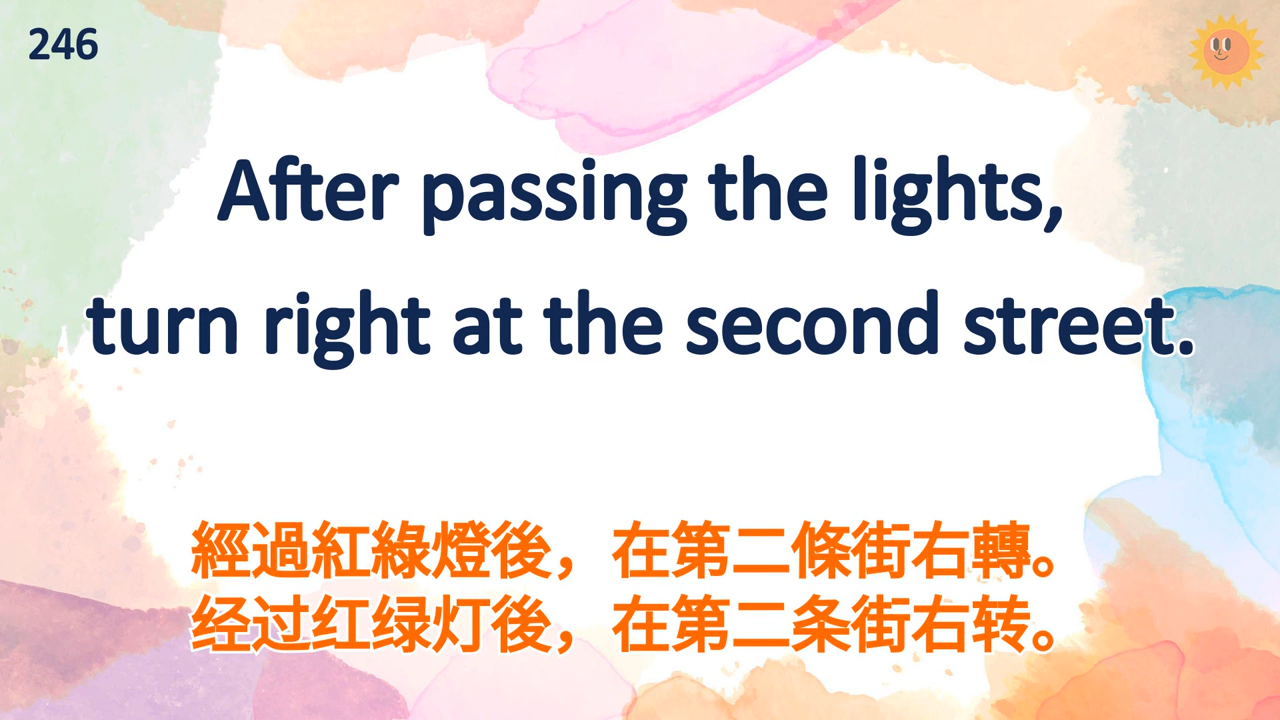 246
After passing the lights,
turn right at the second street.
經過紅綠燈後，在第二條街右轉。
经过红绿灯後，在第二条街右转。